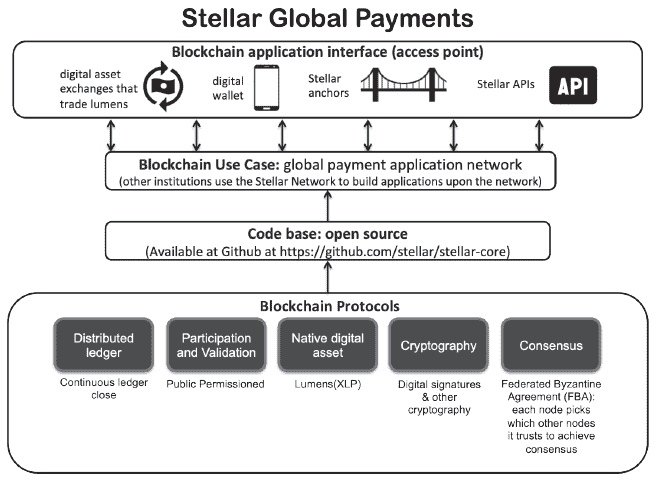 Stellar Global Payments
Blockchain application interface (access point)
digital asset
exchanges that
trade lumens
digital
wallet
Stellar
anchors
Stellar APIs
API
Blockchain Use Case: global payment application network
(other institutions use the Stellar Network to build applications upon the network)
Code base: open source
(Available at Github at https://github.com/stellar/stellar-core)
Blockchain Protocols
Distributed
ledger
Continuous ledger
close
Participation
and Validation
Public Permissioned
Native digital
asset
Lumens(XLP)
Cryptography
Digital signatures
& other
cryptography
Consensus
Federated Byzantine
Agreement (FBA):
each node picks
which other nodes
it trusts to achieve
consensus